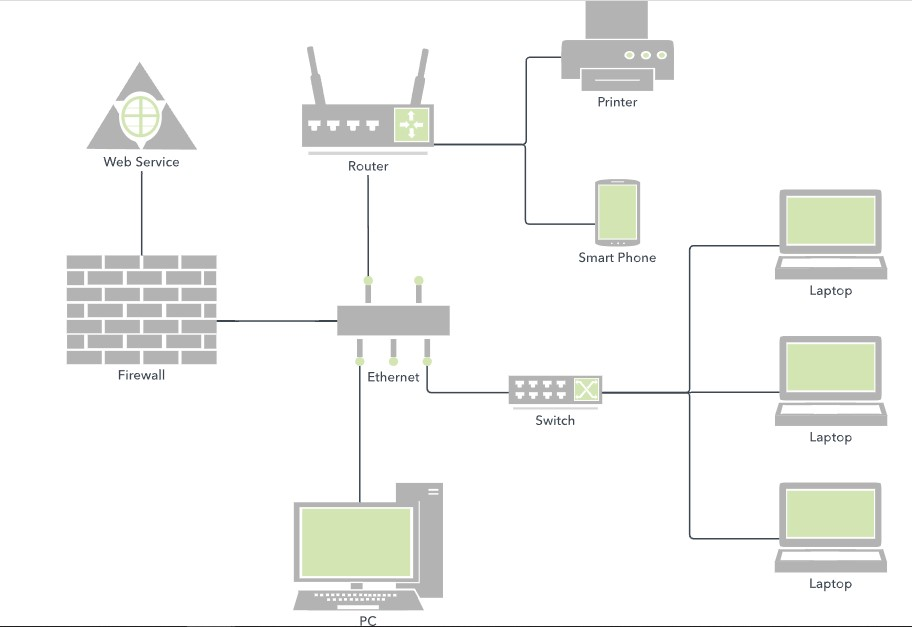 Printer
Web Service
Router
Smart Phone
Laptop
Firewall
Ethernet
Switch
Laptop
Laptop
PC